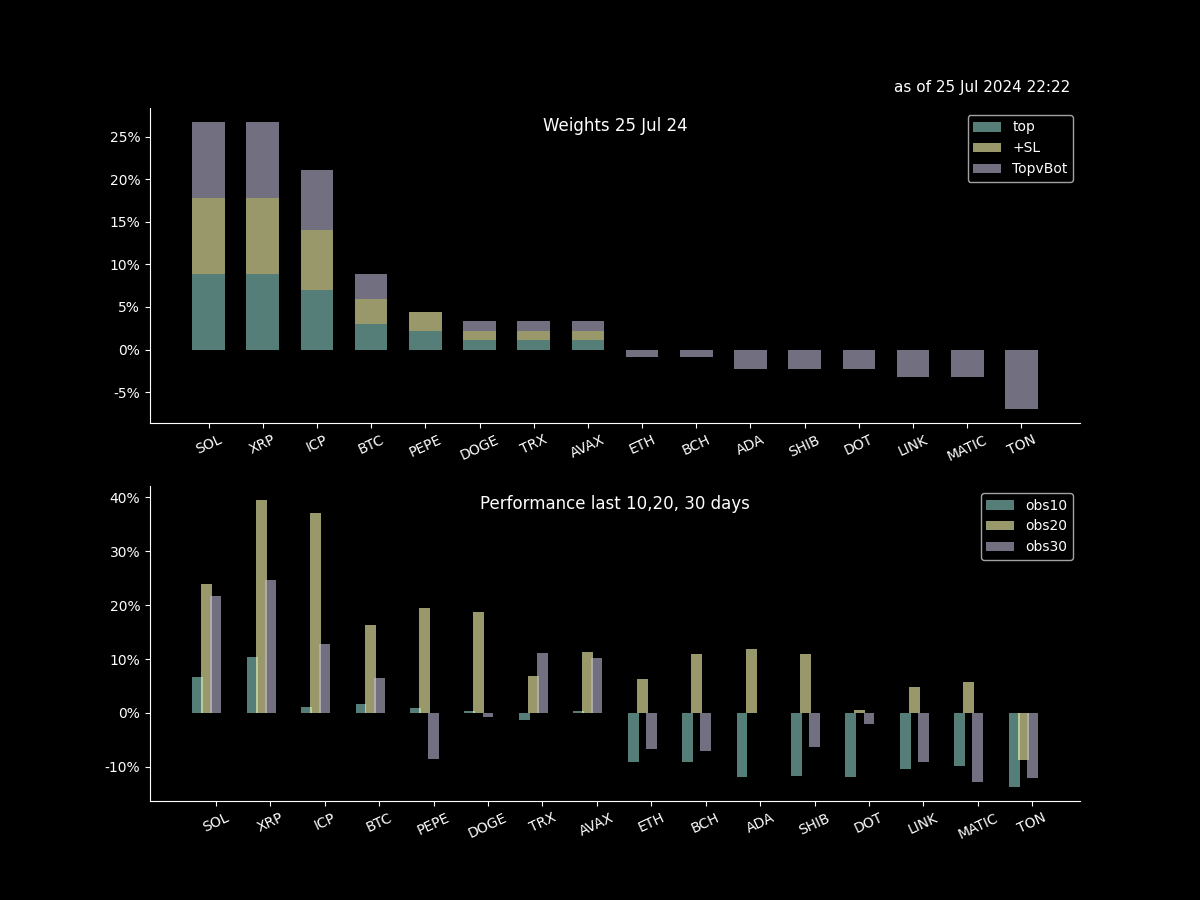 as of 25 Jul 2024 22:22
Weights 25 Jul 24
top
+SL
TopvBot
25%
20%
15%
10%
5%
0%
-5%
SOL XRP ICP BTC PEPE DOGE TRX AVAX ETH BCH ADA SHIB DOT LINK MATIC TON
Performance last 10,20, 30 days
obs10
obs20
obs30
40%
30%
20%
10%
0%
-10%
SOL XRP ICP BTC PEPE DOGE TRX AVAX ETH BCH ADA SHIB DOT LINK MATIC TON